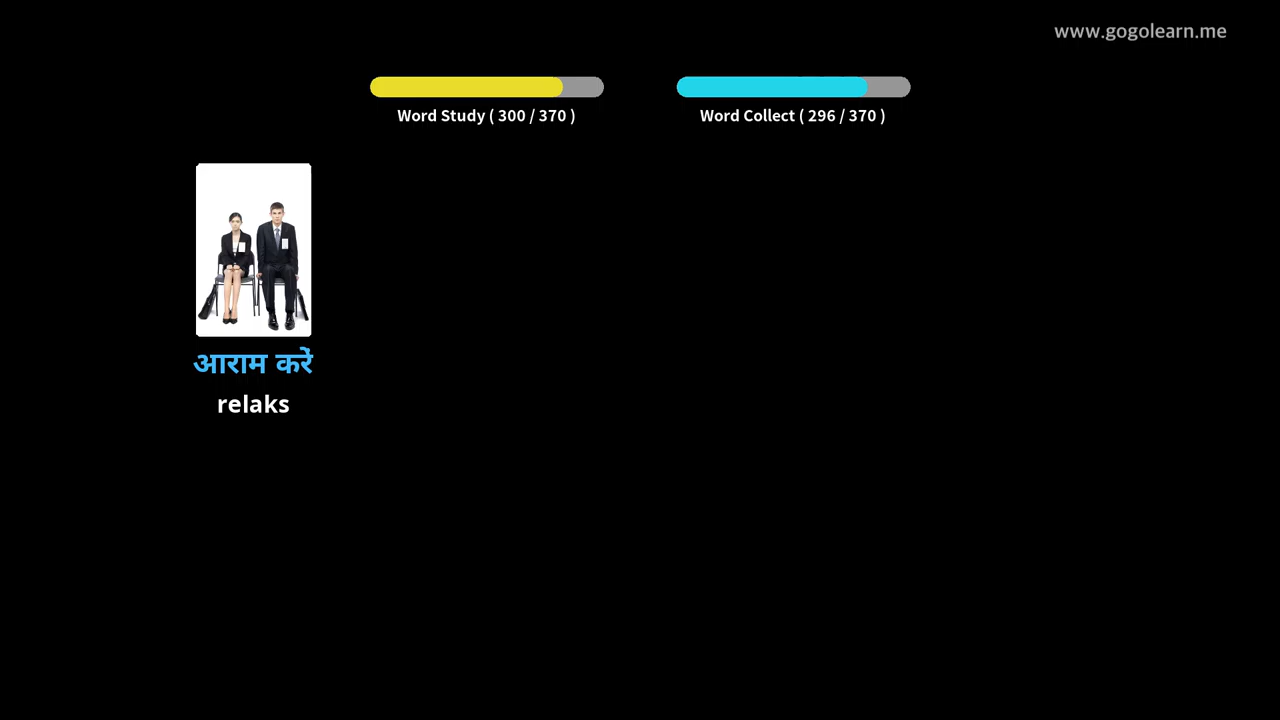 www.gogolearn.me
Word Study ( 300 / 370 )
Word Collect ( 296 / 370 )
आराम करें
relaks